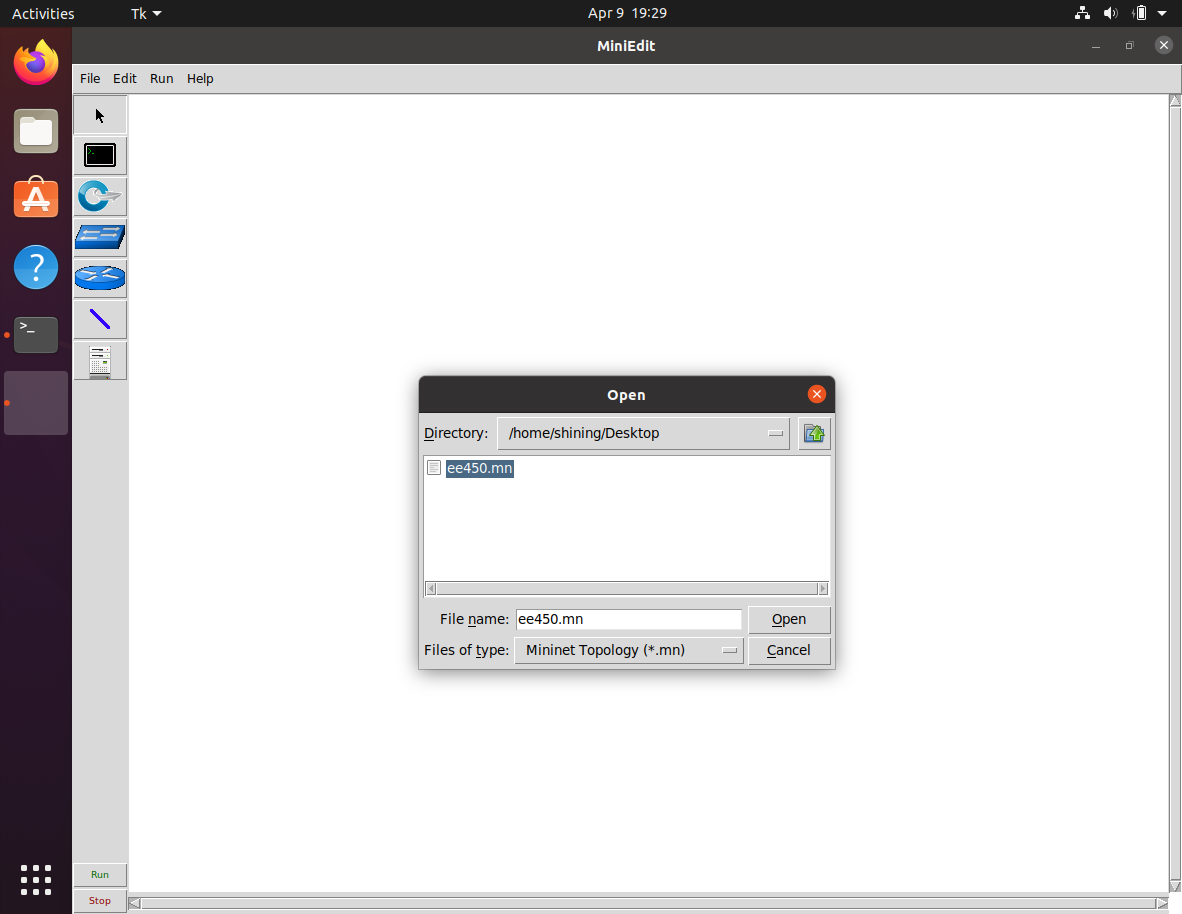 Activities Tk Apr 9 19:29
MiniEdit
File Edit Run Help
Open
Directory: /home/shining/Desktop
ee450.mn
File name: ee450.mn Open
Files of type: Mininet Topology (*.mn) Cancel
Run
Stop